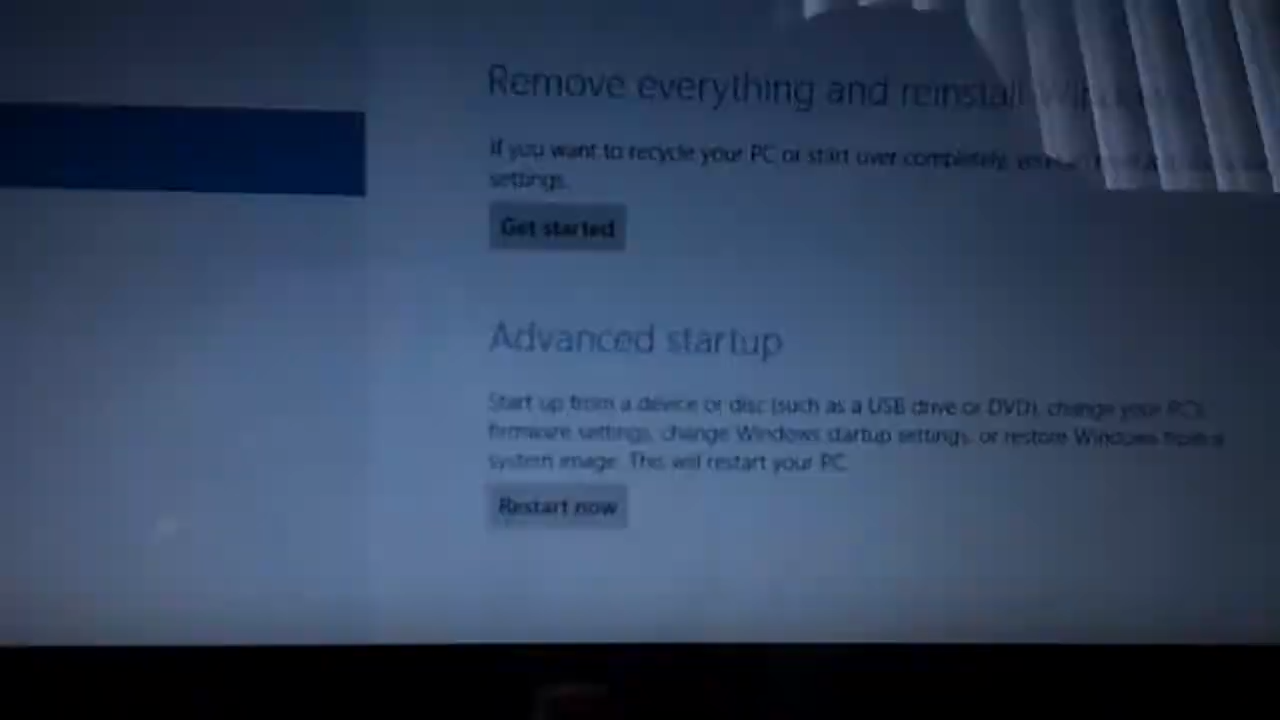 Remove everything and reinstall
If you want to recycle your PC or start over completely,
settings.
Get started
Advanced startup
Start up from a device or disc (such as a USB drive or DVD), change your PC's
firmware settings, change Windows startup settings, or restore Windows from a
system image. This will restart your PC.
Restart now